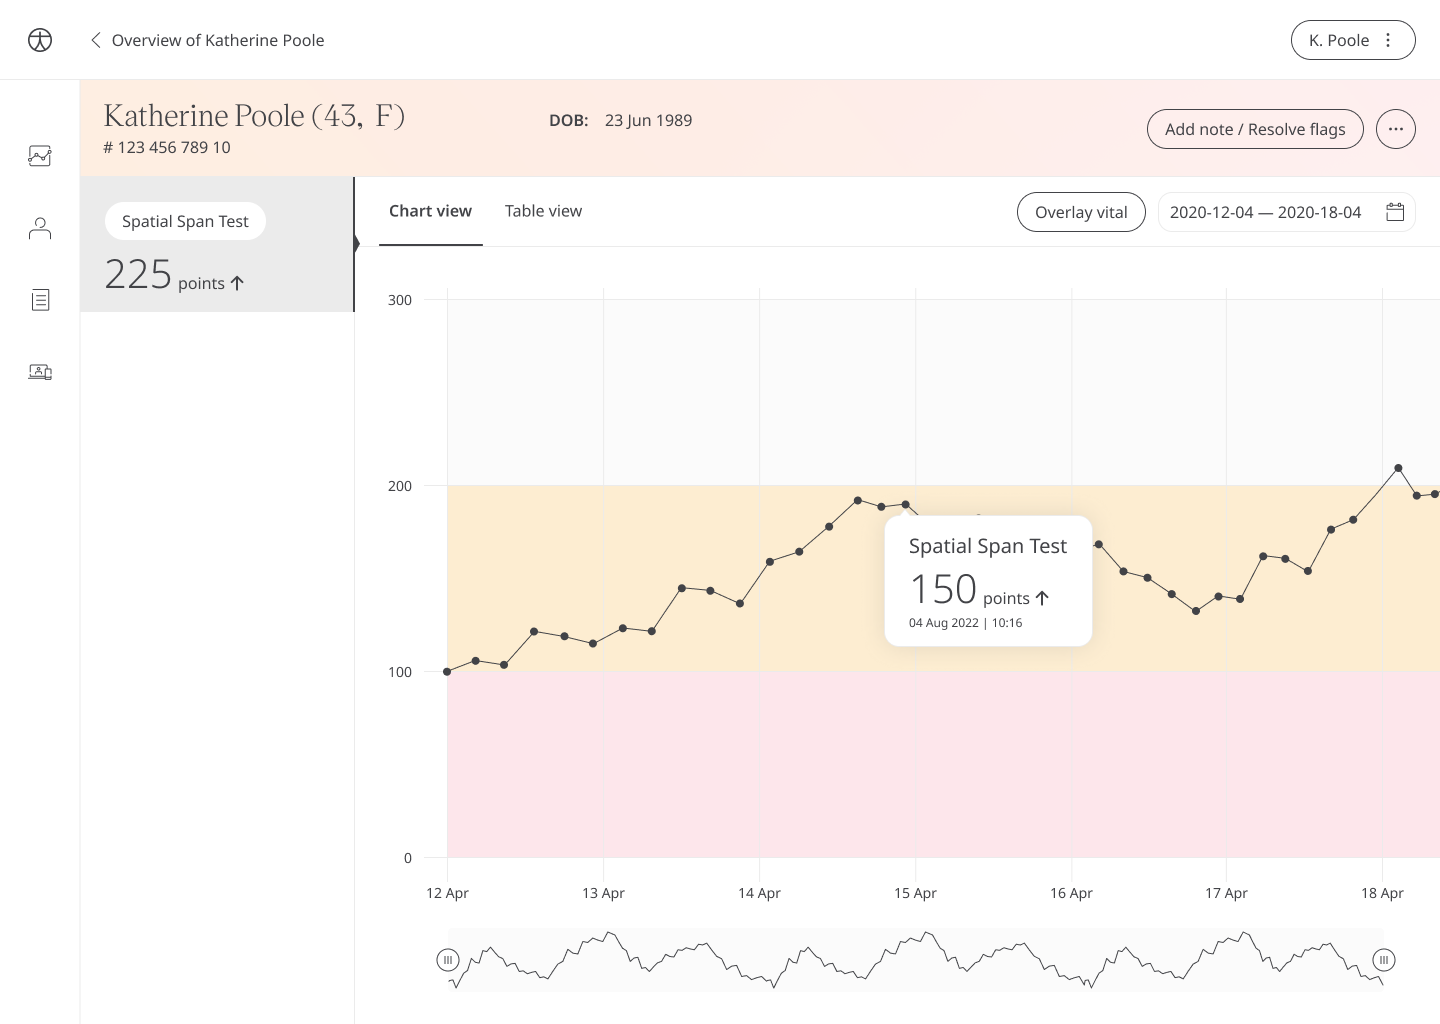 Overview of Katherine Poole
K. Poole
Katherine Poole (43, F)
# 123 456 789 10
DOB: 23 Jun 1989
Add note / Resolve flags
Spatial Span Test
225 points
Chart view
Table view
Overlay vital
2020-12-04 — 2020-18-04
300
200
100
0
Spatial Span Test
150 points
04 Aug 2022 | 10:16
12 Apr
13 Apr
14 Apr
15 Apr
16 Apr
17 Apr
18 Apr